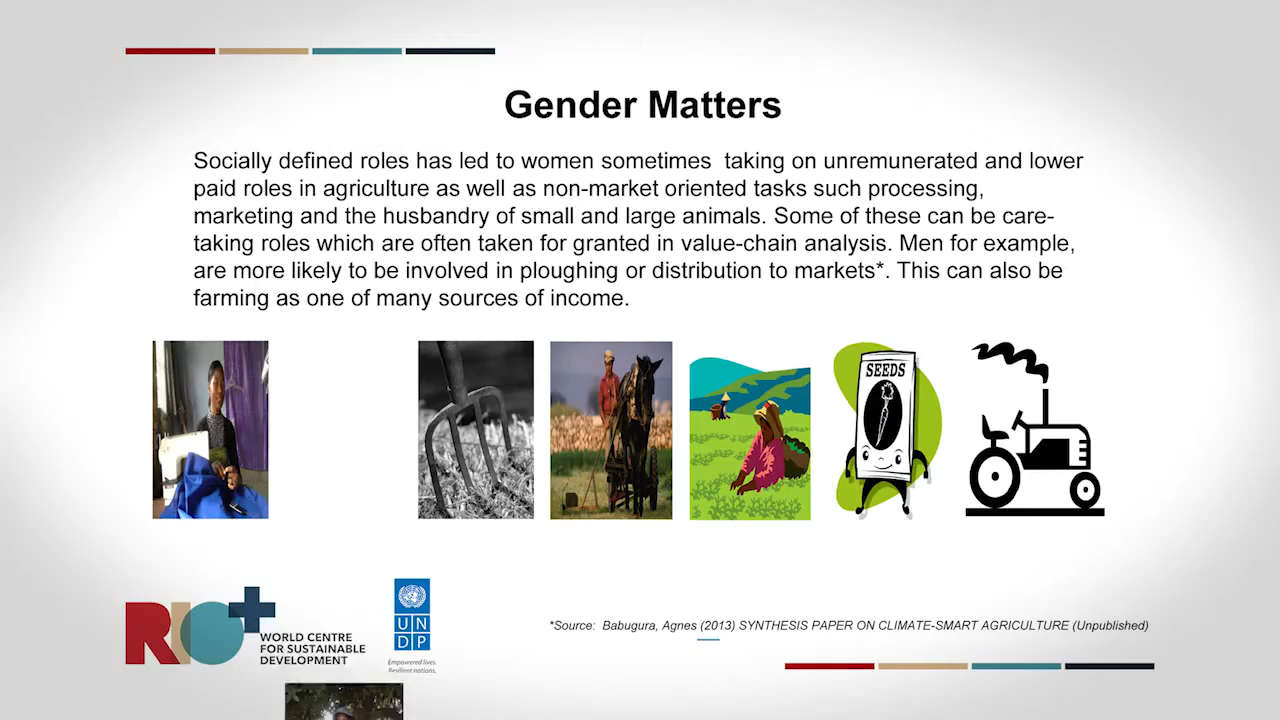 Gender Matters
Socially defined roles has led to women sometimes taking on unremunerated and lower
paid roles in agriculture as well as non-market oriented tasks such processing,
marketing and the husbandry of small and large animals. Some of these can be care-
taking roles which are often taken for granted in value-chain analysis. Men for example,
are more likely to be involved in ploughing or distribution to markets*. This can also be
farming as one of many sources of income.
SEEDS
RIO+
WORLD CENTRE
FOR SUSTAINABLE
DEVELOPMENT
UN
DP
Empowered lives.
Resilient nations.
*Source: Babugura, Agnes (2013) SYNTHESIS PAPER ON CLIMATE-SMART AGRICULTURE (Unpublished)